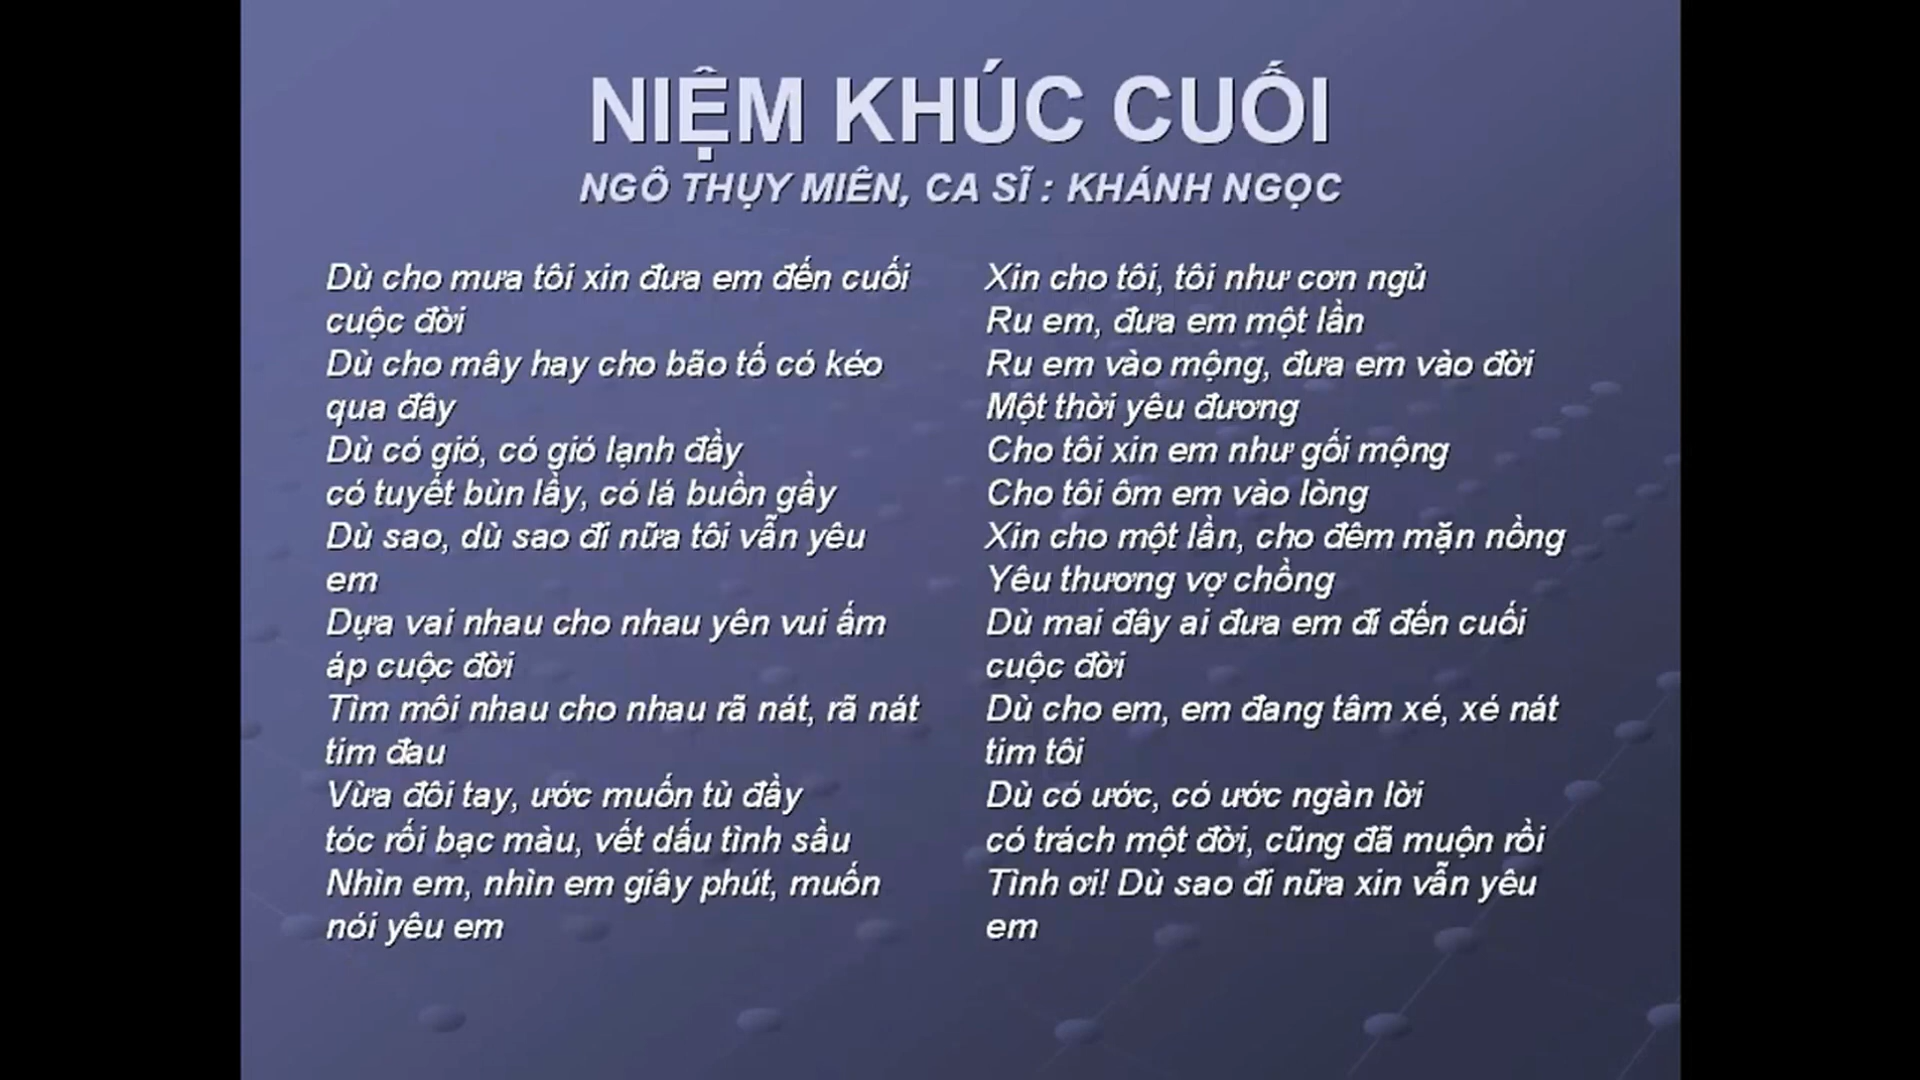 NIỆM KHÚC CUỐI
NGÔ THỤY MIÊN, CA SĨ : KHÁNH NGỌC
Dù cho mưa tôi xin đưa em đến cuối
cuộc đời
Dù cho mây hay cho bão tố có kéo
qua đây
Dù có gió, có gió lạnh đầy
có tuyết bùn lầy, có lá buồn gầy
Dù sao, dù sao đi nữa tôi vẫn yêu
em
Dựa vai nhau cho nhau yên vui ấm
áp cuộc đời
Tìm môi nhau cho nhau rã nát, rã nát
tim đau
Vừa đôi tay, ước muốn tù đầy
tóc rối bạc màu, vết dấu tình sầu
Nhìn em, nhìn em giây phút, muốn
nói yêu em
Xin cho tôi, tôi như cơn ngủ
Ru em, đưa em một lần
Ru em vào mộng, đưa em vào đời
Một thời yêu đương
Cho tôi xin em như gối mộng
Cho tôi ôm em vào lòng
Xin cho một lần, cho đêm mặn nồng
Yêu thương vợ chồng
Dù mai đây ai đưa em đi đến cuối
cuộc đời
Dù cho em, em đang tâm xé, xé nát
tim tôi
Dù có ước, có ước ngàn lời
có trách một đời, cũng đã muộn rồi
Tình ơi! Dù sao đi nữa xin vẫn yêu
em